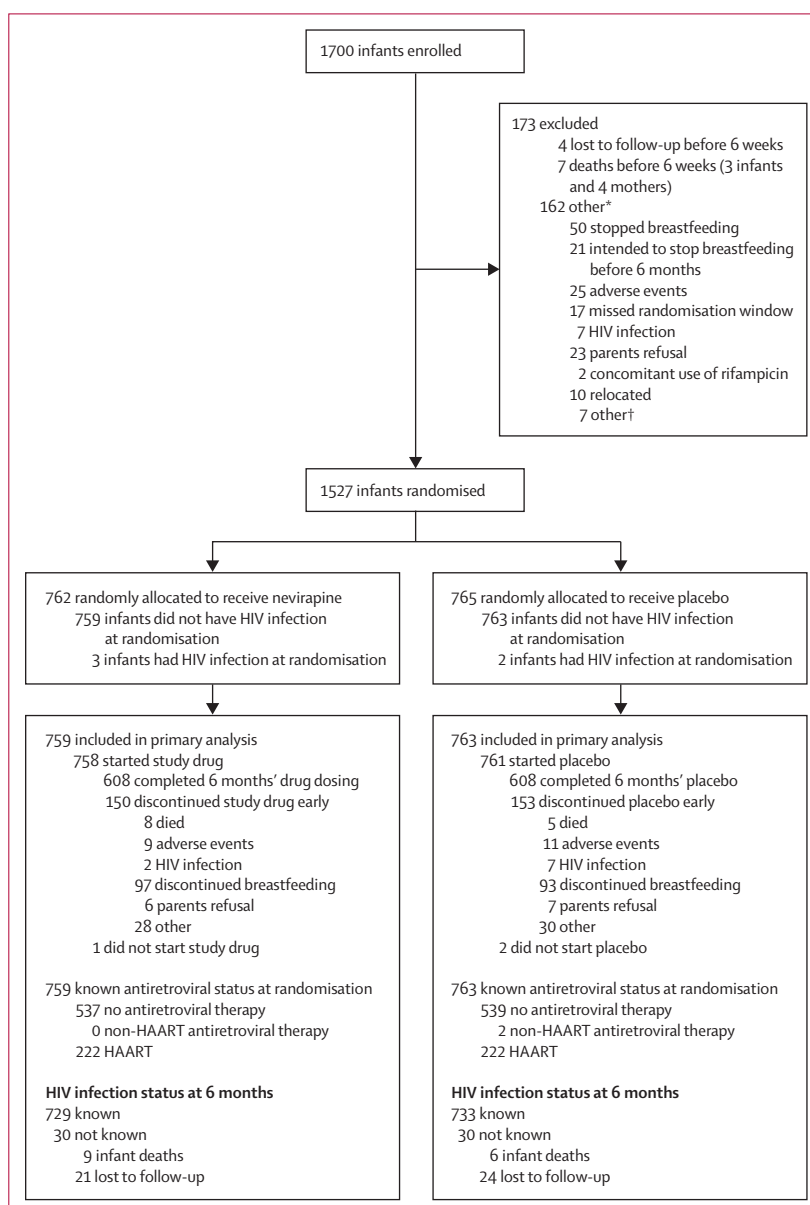 1700 infants enrolled
173 excluded
4 lost to follow-up before 6 weeks
7 deaths before 6 weeks (3 infants
and 4 mothers)
162 other*
50 stopped breastfeeding
21 intended to stop breastfeeding
before 6 months
25 adverse events
17 missed randomisation window
7 HIV infection
23 parents refusal
2 concomitant use of rifampicin
10 relocated
7 other†
1527 infants randomised
762 randomly allocated to receive nevirapine
759 infants did not have HIV infection
at randomisation
3 infants had HIV infection at randomisation
765 randomly allocated to receive placebo
763 infants did not have HIV infection
at randomisation
2 infants had HIV infection at randomisation
759 included in primary analysis
758 started study drug
608 completed 6 months' drug dosing
150 discontinued study drug early
8 died
9 adverse events
2 HIV infection
97 discontinued breastfeeding
6 parents refusal
28 other
1 did not start study drug
759 known antiretroviral status at randomisation
537 no antiretroviral therapy
0 non-HAART antiretroviral therapy
222 HAART
HIV infection status at 6 months
729 known
30 not known
9 infant deaths
21 lost to follow-up
763 included in primary analysis
761 started placebo
608 completed 6 months' placebo
153 discontinued placebo early
5 died
11 adverse events
7 HIV infection
93 discontinued breastfeeding
7 parents refusal
30 other
2 did not start placebo
763 known antiretroviral status at randomisation
539 no antiretroviral therapy
2 non-HAART antiretroviral therapy
222 HAART
HIV infection status at 6 months
733 known
30 not known
6 infant deaths
24 lost to follow-up